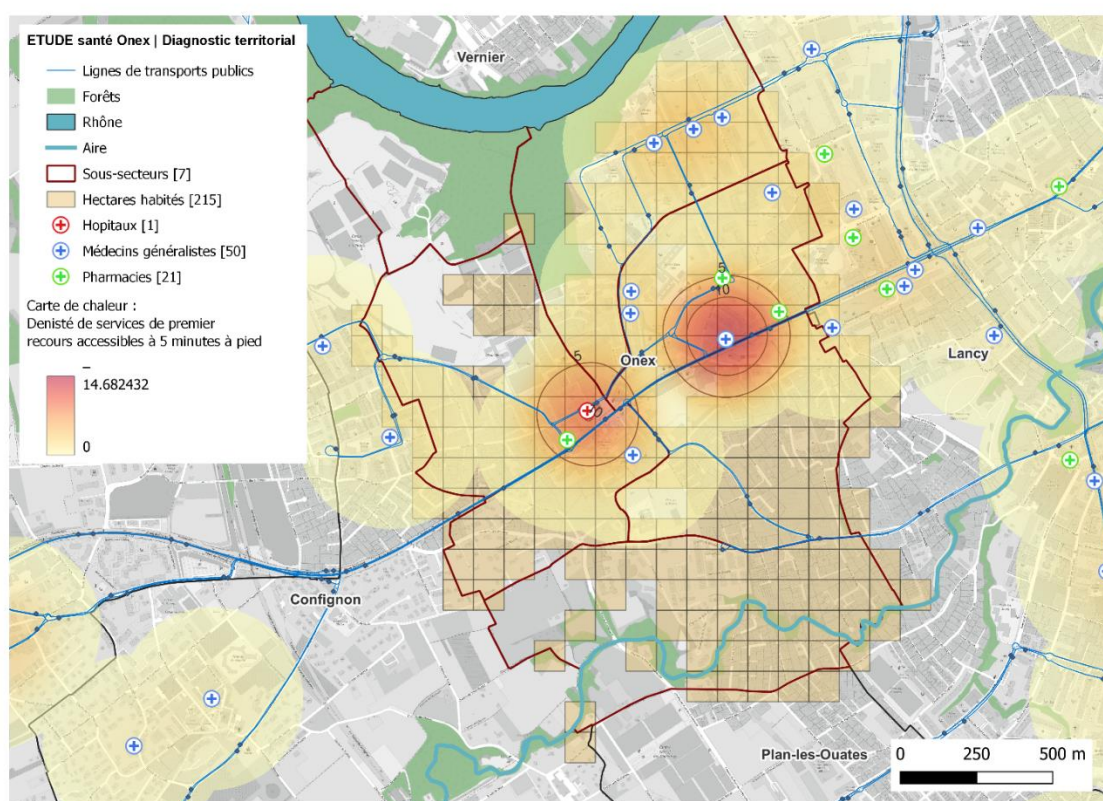 ETUDE santé Onex | Diagnostic territorial
Lignes de transports publics
Forêts
Rhône
Aire
Sous-secteurs [7]
Hectares habités [215]
Hopitaux [1]
Médecins généralistes [50]
Pharmacies [21]
Carte de chaleur :
Denisté de services de premier
recours accessibles à 5 minutes à pied
14.682432
0
Vernier
5
10
5
Onex
Lancy
10
Confignon
Plan-les-Ouates
0 250 500 m